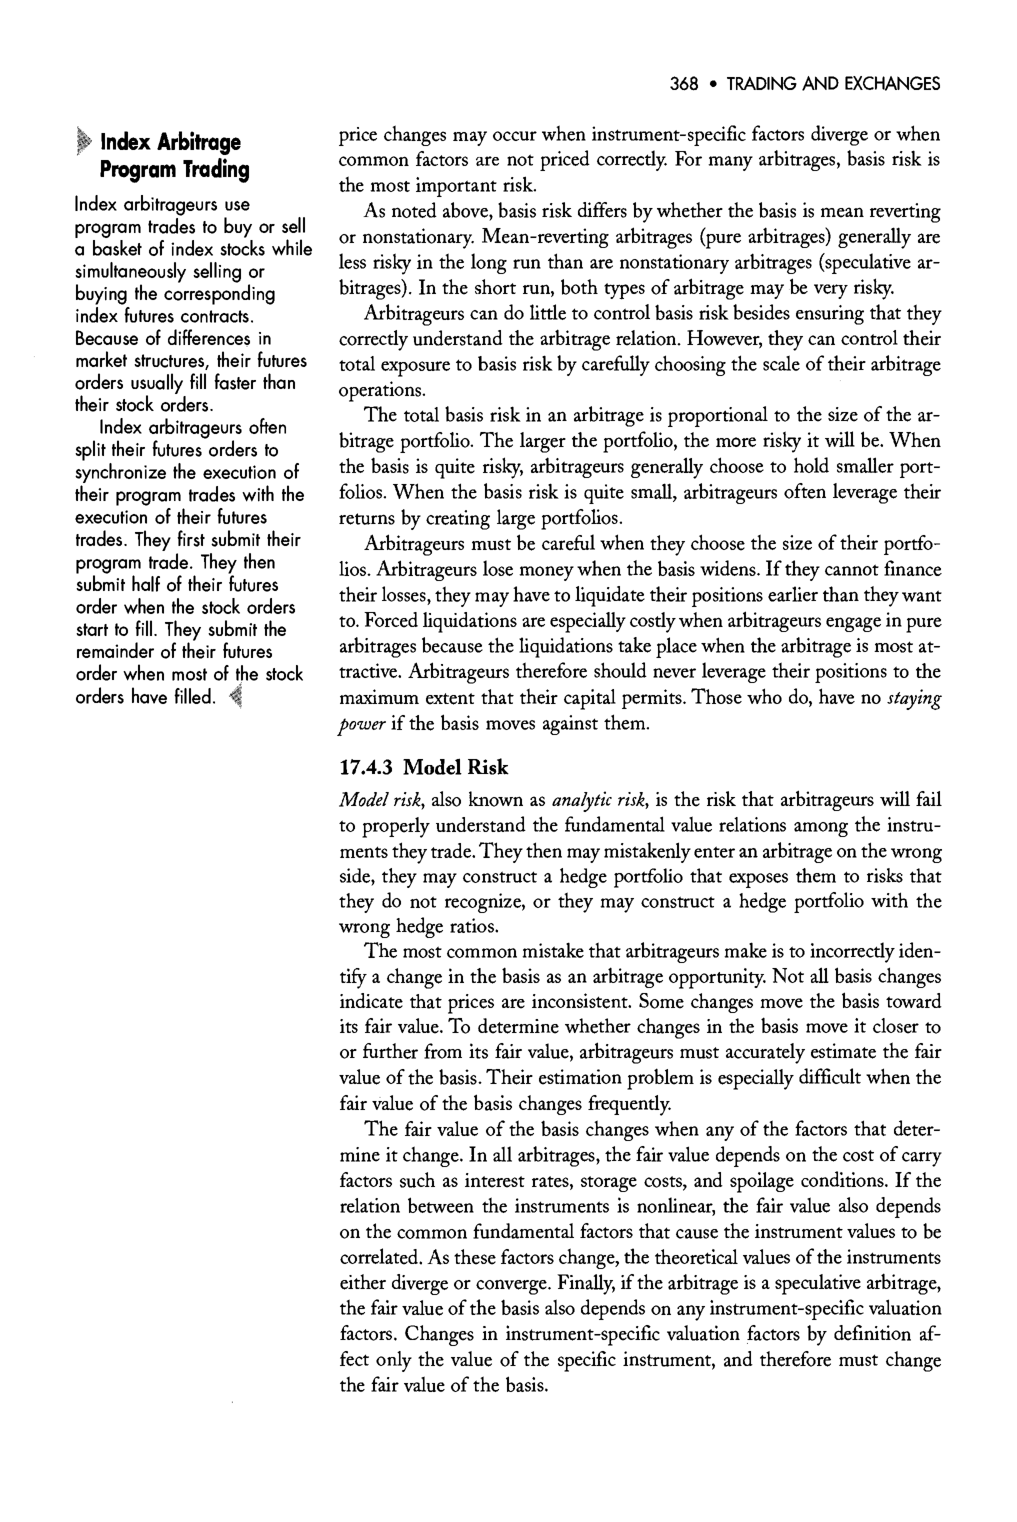 368 • TRADING AND EXCHANGES
Index Arbitrage
Program Trading
Index arbitrageurs use
program trades to buy or sell
a basket of index stocks while
simultaneously selling or
buying the corresponding
index futures contracts.
Because of differences in
market structures, their futures
orders usually fill faster than
their stock orders.
Index arbitrageurs often
split their futures orders to
synchronize the execution of
their program trades with the
execution of their futures
trades. They first submit their
program trade. They then
submit half of their futures
order when the stock orders
start to fill. They submit the
remainder of their futures
order when most of the stock
orders have filled.
price changes may occur when instrument-specific factors diverge or when
common factors are not priced correctly. For many arbitrages, basis risk is
the most important risk.
As noted above, basis risk differs by whether the basis is mean reverting
or nonstationary. Mean-reverting arbitrages (pure arbitrages) generally are
less risky in the long run than are nonstationary arbitrages (speculative ar-
bitrages). In the short run, both types of arbitrage may be very risky.
Arbitrageurs can do little to control basis risk besides ensuring that they
correctly understand the arbitrage relation. However, they can control their
total exposure to basis risk by carefully choosing the scale of their arbitrage
operations.
The total basis risk in an arbitrage is proportional to the size of the ar-
bitrage portfolio. The larger the portfolio, the more risky it will be. When
the basis is quite risky, arbitrageurs generally choose to hold smaller port-
folios. When the basis risk is quite small, arbitrageurs often leverage their
returns by creating large portfolios.
Arbitrageurs must be careful when they choose the size of their portfo-
lios. Arbitrageurs lose money when the basis widens. If they cannot finance
their losses, they may have to liquidate their positions earlier than they want
to. Forced liquidations are especially costly when arbitrageurs engage in pure
arbitrages because the liquidations take place when the arbitrage is most at-
tractive. Arbitrageurs therefore should never leverage their positions to the
maximum extent that their capital permits. Those who do, have no staying
power if the basis moves against them.
17.4.3 Model Risk
Model risk, also known as analytic risk, is the risk that arbitrageurs will fail
to properly understand the fundamental value relations among the instru-
ments they trade. They then may mistakenly enter an arbitrage on the wrong
side, they may construct a hedge portfolio that exposes them to risks that
they do not recognize, or they may construct a hedge portfolio with the
wrong hedge ratios.
The most common mistake that arbitrageurs make is to incorrectly iden-
tify a change in the basis as an arbitrage opportunity. Not all basis changes
indicate that prices are inconsistent. Some changes move the basis toward
its fair value. To determine whether changes in the basis move it closer to
or further from its fair value, arbitrageurs must accurately estimate the fair
value of the basis. Their estimation problem is especially difficult when the
fair value of the basis changes frequently.
The fair value of the basis changes when any of the factors that deter-
mine it change. In all arbitrages, the fair value depends on the cost of carry
factors such as interest rates, storage costs, and spoilage conditions. If the
relation between the instruments is nonlinear, the fair value also depends
on the common fundamental factors that cause the instrument values to be
correlated. As these factors change, the theoretical values of the instruments
either diverge or converge. Finally, if the arbitrage is a speculative arbitrage,
the fair value of the basis also depends on any instrument-specific valuation
factors. Changes in instrument-specific valuation factors by definition af-
fect only the value of the specific instrument, and therefore must change
the fair value of the basis.